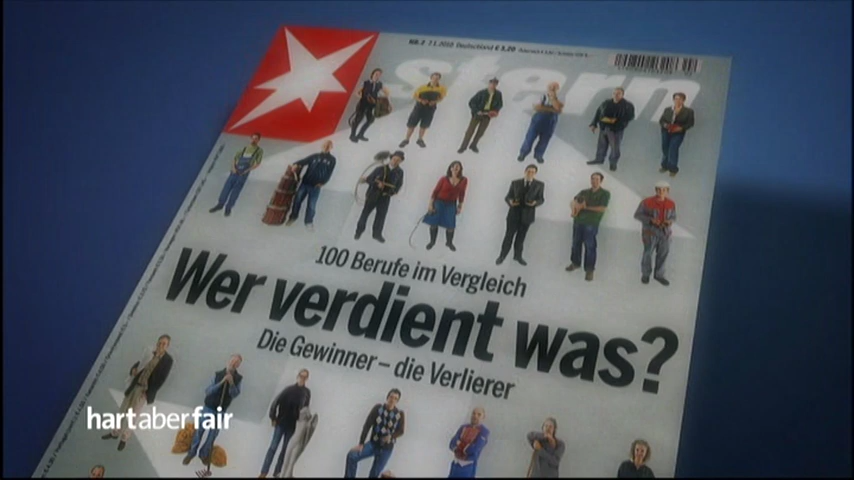 stern
100 Berufe im Vergleich
Wer verdient was?
Die Gewinner – die Verlierer
hartaberfair